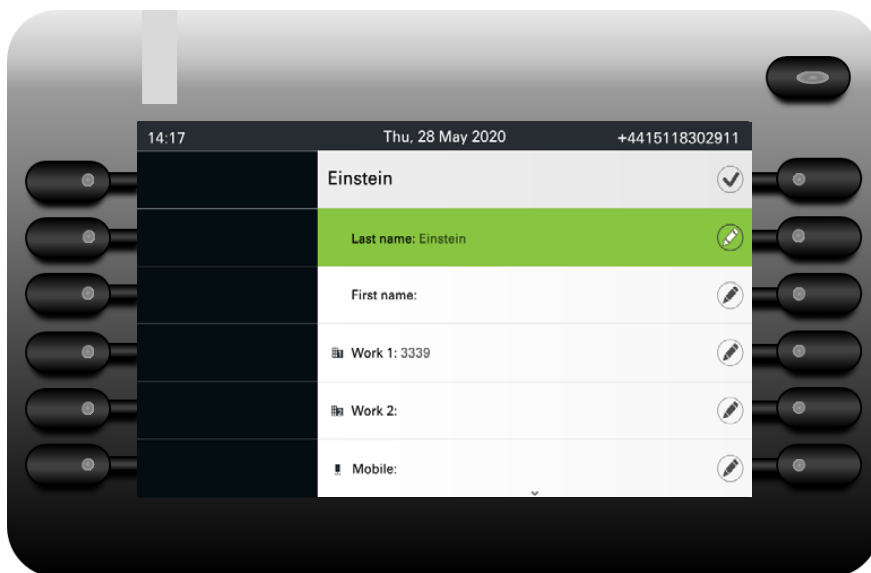 14:17 Thu, 28 May 2020 +4415118302911
Einstein
Last name: Einstein
First name:
Work 1: 3339
Work 2:
Mobile: